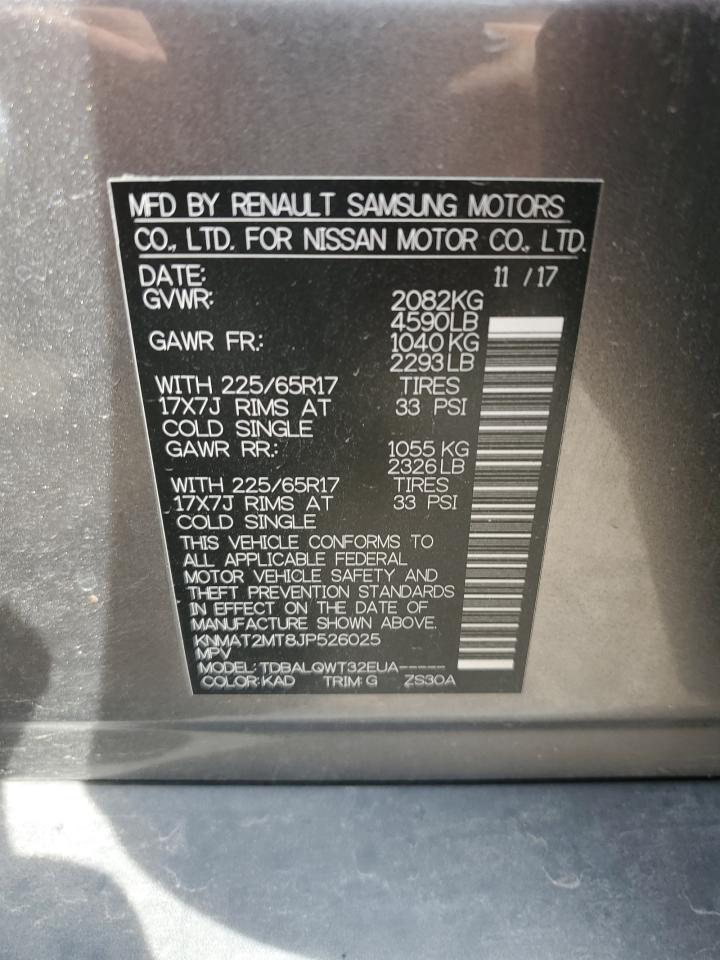 MFD BY RENAULT SAMSUNG MOTORS
CO., LTD. FOR NISSAN MOTOR CO., LTD.
DATE: 11 / 17
GVWR: 2082KG
4590LB
GAWR FR.: 1040 KG
2293 LB
WITH 225/65R17 TIRES
17X7J RIMS AT 33 PSI
COLD SINGLE
GAWR RR.: 1055 KG
2326 LB
WITH 225/65R17 TIRES
17X7J RIMS AT 33 PSI
COLD SINGLE
THIS VEHICLE CONFORMS TO
ALL APPLICABLE FEDERAL
MOTOR VEHICLE SAFETY AND
THEFT PREVENTION STANDARDS
IN EFFECT ON THE DATE OF
MANUFACTURE SHOWN ABOVE.
KNMAT2MT8JP526025
MPV
MODEL: TDBALQWT32EUA-----
COLOR: KAD TRIM: G ZS30A